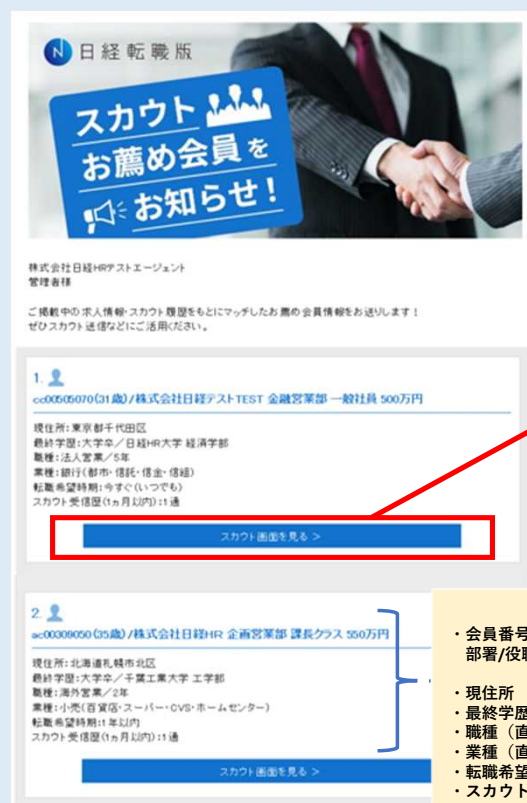 日経転職版
スカウト
お薦め会員を
お知らせ!
株式会社日経HRテストエージェント
管理者様
ご掲載中の求人情報・スカウト履歴をもとにマッチしたお薦め会員情報をお送りします！
ぜひスカウト送信などにご活用ください。
1.
cc00505070(31歳)/株式会社日経テストTEST 金融営業部 一般社員 500万円
現住所：東京都千代田区
最終学歴：大学卒／日経HR大学 経済学部
職種：法人営業／5年
業種：銀行(都市・信託・信金・信組)
転職希望時期：今すぐ(いつでも)
スカウト受信歴(1ヵ月以内)：1通
スカウト画面を見る >
2.
ac00309050(35歳)/株式会社日経HR 企画営業部 課長クラス 550万円
現住所：北海道札幌市北区
最終学歴：大学卒／千葉工業大学 工学部
職種：海外営業／2年
業種：小売(百貨店・スーパー・CVS・ホームセンター)
転職希望時期：1年以内
スカウト受信歴(1ヵ月以内)：1通
スカウト画面を見る >
・会員番号
部署/役職
・現住所
・最終学歴
・職種（直
・業種（直
・転職希望
・スカウト